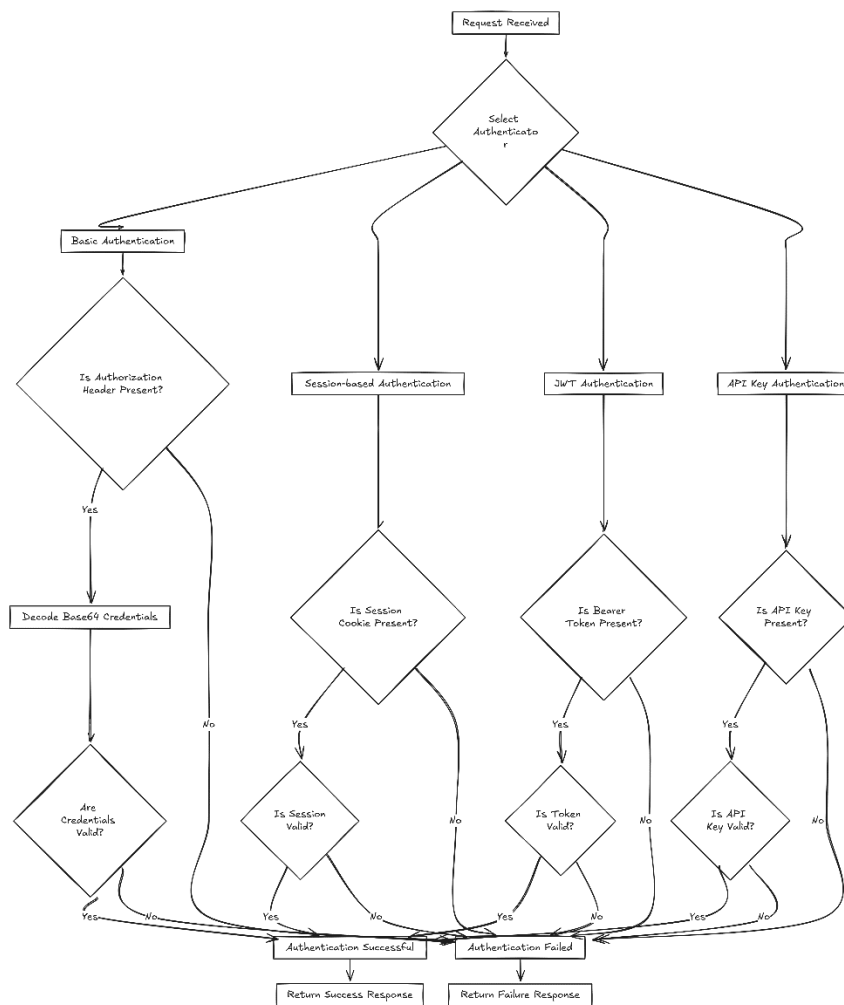 Request Received
Select
Authenticato
r
Basic Authentication
Is Authorization
Header Present?
Session-based Authentication
JWT Authentication
API Key Authentication
Yes
Decode Base64 Credentials
Is Session
Cookie Present?
Is Bearer
Token Present?
Is API Key
Present?
No
Yes
Yes
Yes
Are
Credentials
Valid?
Is Session
Valid?
Is Token
Valid?
Is API
Key Valid?
No
No
No
Yes
No
Yes
No
Yes
No
Yes
No
Authentication Successful
Authentication Failed
Return Success Response
Return Failure Response